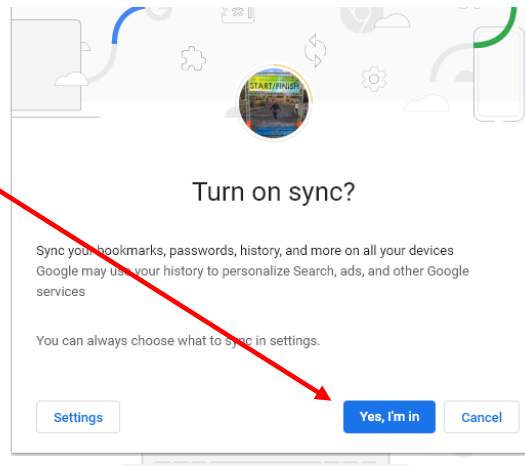 START/FINISH
Turn on sync?
Sync your bookmarks, passwords, history, and more on all your devices
Google may use your history to personalize Search, ads, and other Google
services
You can always choose what to sync in settings.
Settings
Yes, I'm in
Cancel